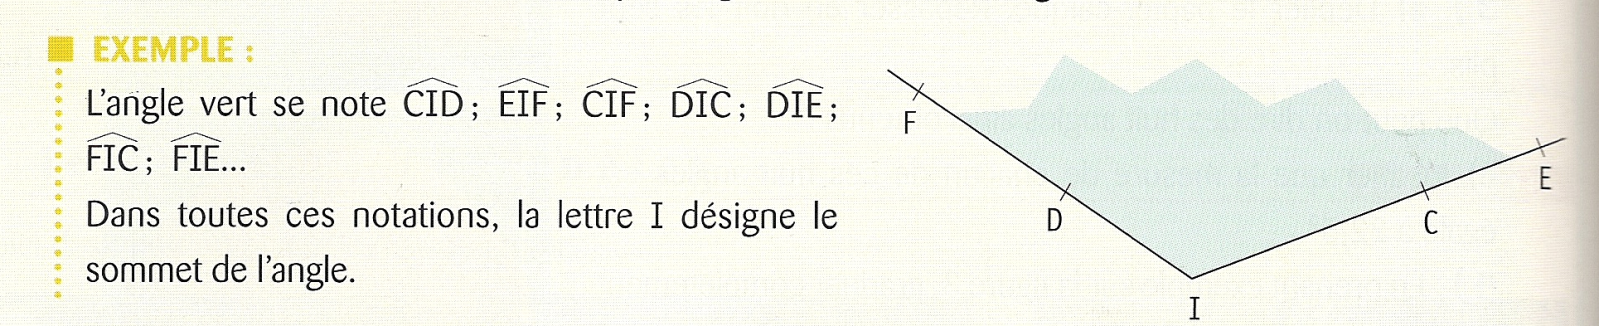 EXEMPLE :
L'angle vert se note CID ; EIF ; CIF ; DIC ; DIE ;
FIC ; FIE...
Dans toutes ces notations, la lettre I désigne le
sommet de l'angle.
F
D
I
C
E